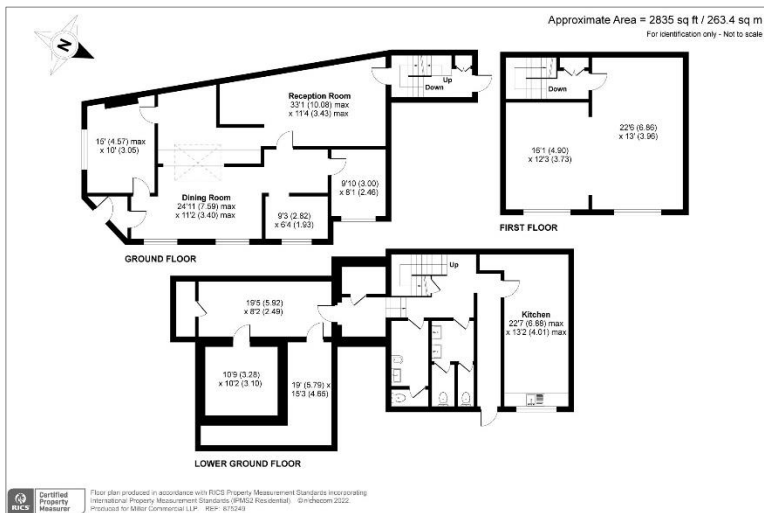 Approximate Area = 2835 sq ft / 263.4 sq m
For identification only - Not to scale
N
Reception Room
33'1 (10.08) max
x 11'4 (3.43) max
Up
Down
15' (4.57) max
x 10' (3.05)
Dining Room
24'11 (7.59) max
x 11'2 (3.40) max
9'10 (3.00)
x 8'1 (2.46)
9'3 (2.82)
x 6'4 (1.93)
GROUND FLOOR
Down
22'6 (6.86)
x 13' (3.96)
16'1 (4.90)
x 12'3 (3.73)
FIRST FLOOR
Up
19'5 (5.92)
x 8'2 (2.49)
Kitchen
22'7 (6.88) max
x 13'2 (4.01) max
10'9 (3.28)
x 10'2 (3.10)
19' (5.79) x
15'3 (4.65)
LOWER GROUND FLOOR
RICS
Certified
Property
Measurer
Floor plan produced in accordance with RICS Property Measurement Standards incorporating
International Property Measurement Standards (IPMS2 Residential). ©nichecom 2022.
Produced for Miller Commercial LLP. REF: 875249